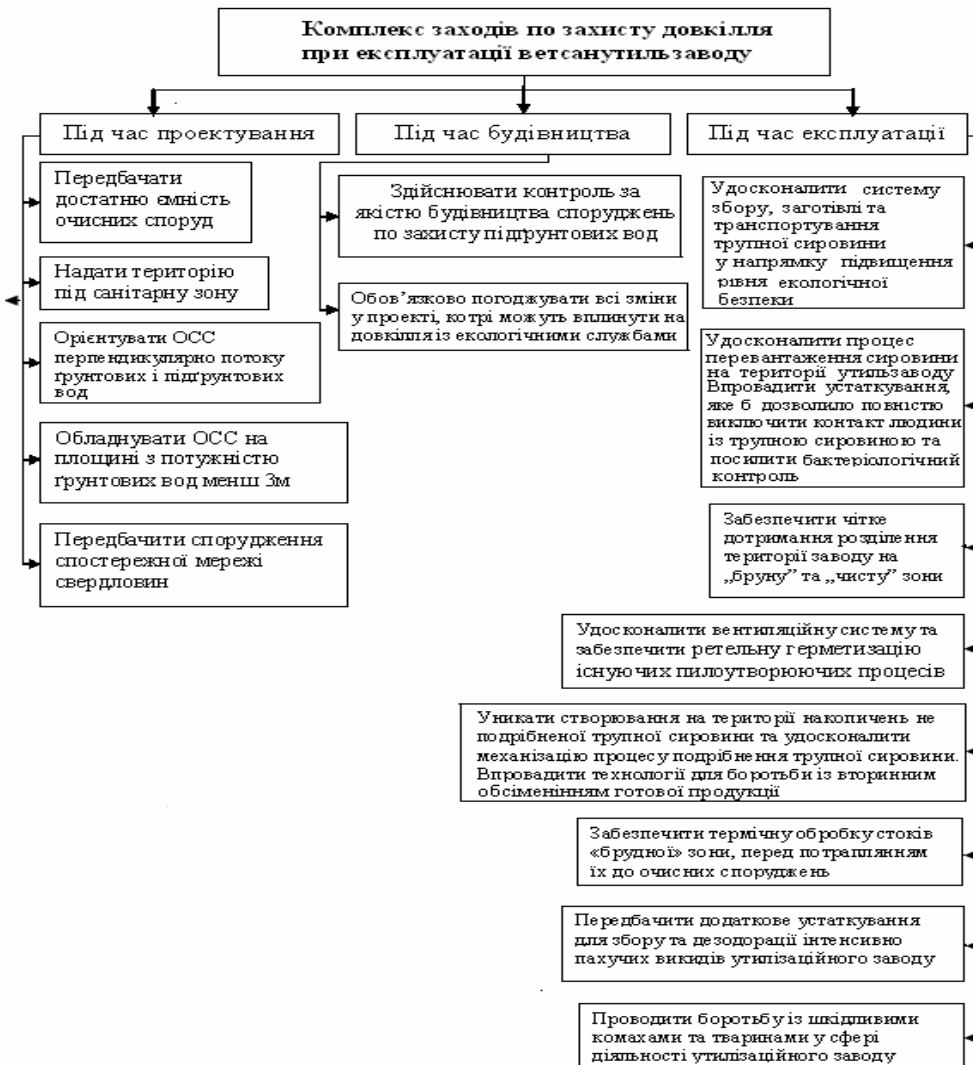 Комплекс заходів по захисту довкілля
при експлуатації ветсанутильзаводу
Під час проектування
Під час будівництва
Під час експлуатації
Передбачати
достатню ємність
очисних споруд
Надати територію
під санітарну зону
Орієнтувати ОСС
перпендикулярно потоку
ґрунтових і підґрунтових
вод
Обладнувати ОСС на
площині з потужністю
ґрунтових вод менш 3м
Передбачити спорудження
спостережної мережі
свердловин
Здійснювати контроль за
якістю будівництва споруджень
по захисту підґрунтових вод
Обов’язково погоджувати всі зміни
у проекті, котрі можуть вплинути на
довкілля із екологічними службами
Удосконалити систему
збору, заготівлі та
транспортування
трупної сировини
у напрямку підвищення
рівня екологічної
безпеки
Удосконалити процес
перевантаження сировини
на території утильзаводу
Впровадити устаткування,
яке б дозволило повністю
виключити контакт людини
із трупною сировиною та
посилити бактеріологічний
контроль
Забезпечити чітке
дотримання розділення
території заводу на
„бруну” та „чисту” зони
Удосконалити вентиляційну систему та
забезпечити ретельну герметизацію
існуючих пилоутворюючих процесів
Уникати створювання на території накопичень не
подрібненої трупної сировини та удосконалити
механізацію процесу подрібнення трупної сировини.
Впровадити технології для боротьби із вторинним
обсіменінням готової продукції
Забезпечити термічну обробку стоків
«брудної» зони, перед потраплянням
їх до очисних споруджень
Передбачити додаткове устаткування
для збору та дезодорації інтенсивно
пахучих викидів утилізаційного заводу
Проводити боротьбу із шкідливими
комахами та тваринами у сфері
діяльності утилізаційного заводу